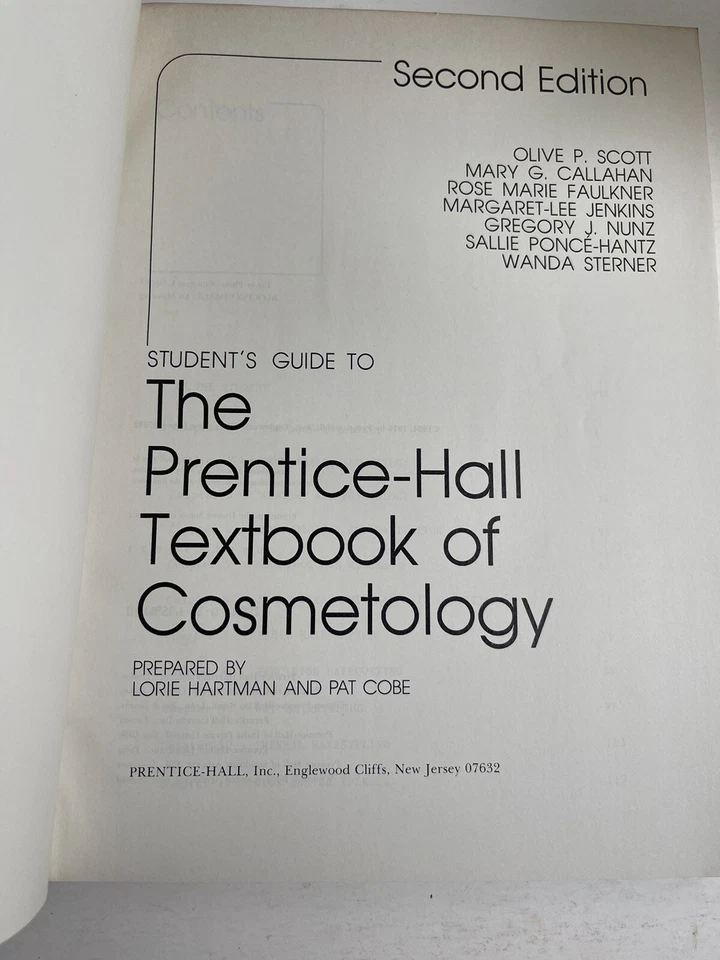 Second Edition
OLIVE P. SCOTT
MARY G. CALLAHAN
ROSE MARIE FAULKNER
MARGARET-LEE JENKINS
GREGORY J. NUNZ
SALLIE PONCÉ-HANTZ
WANDA STERNER
STUDENT'S GUIDE TO
The
Prentice-Hall
Textbook of
Cosmetology
PREPARED BY
LORIE HARTMAN AND PAT COBE
PRENTICE-HALL, Inc., Englewood Cliffs, New Jersey 07632
Contents